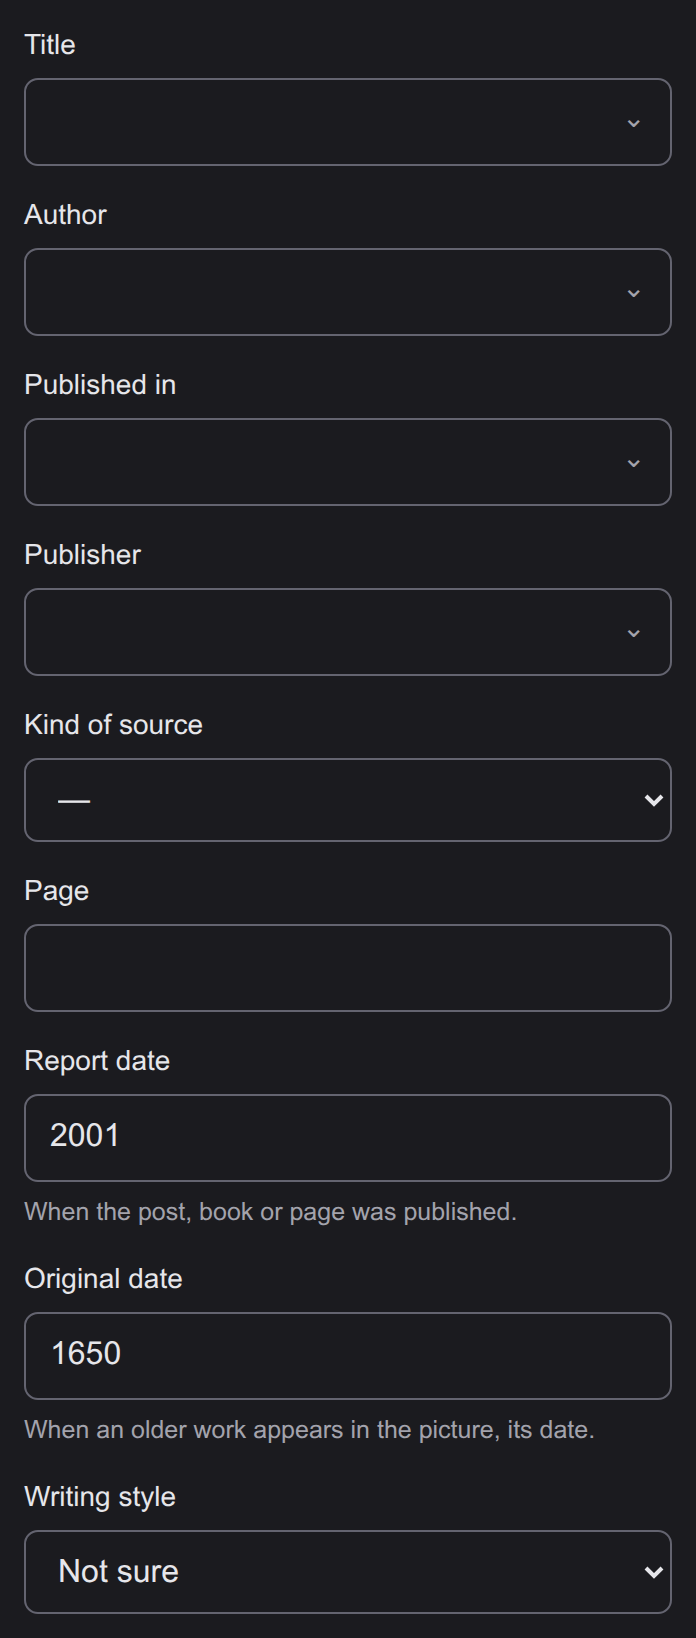 Title
Author
Published in
Publisher
Kind of source
—
Page
Report date
2001
When the post, book or page was published.
Original date
1650
When an older work appears in the picture, its date.
Writing style
Not sure